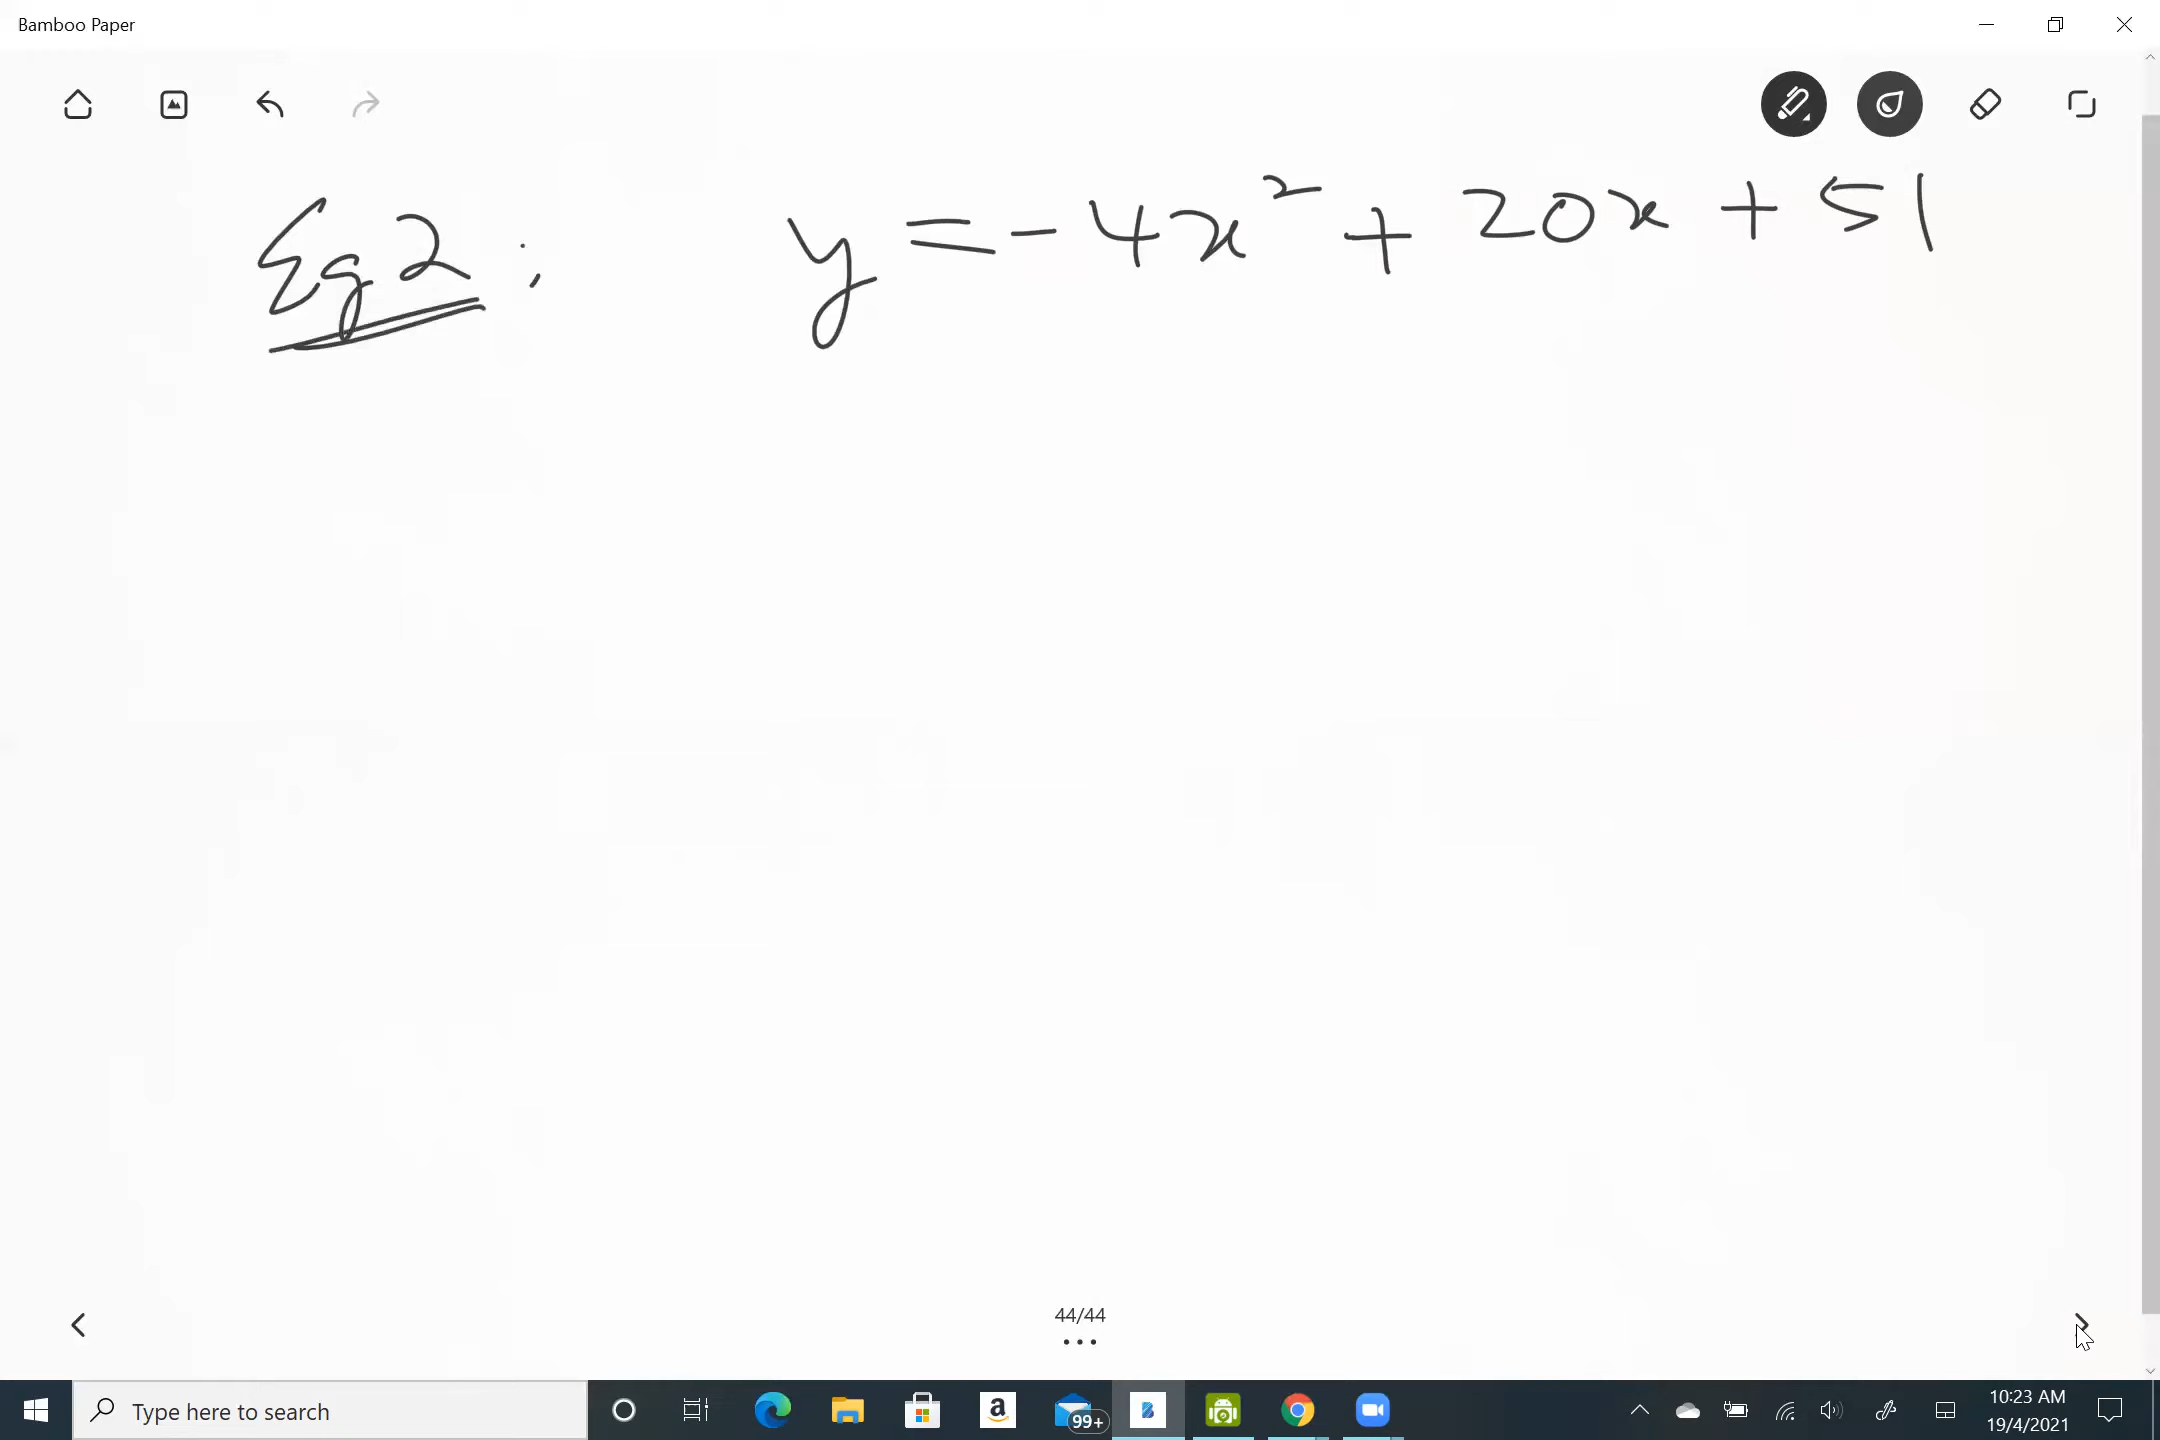 Bamboo Paper
Eg 2 : y = - 4x² + 20x + 51
44/44
Type here to search
99+
10:23 AM
19/4/2021